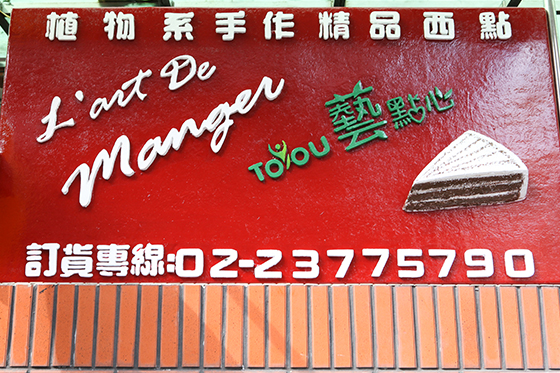 植物系手作精品西點
L'art De
Manger
TOYOU 藝點心
訂貨專線:02-23775790